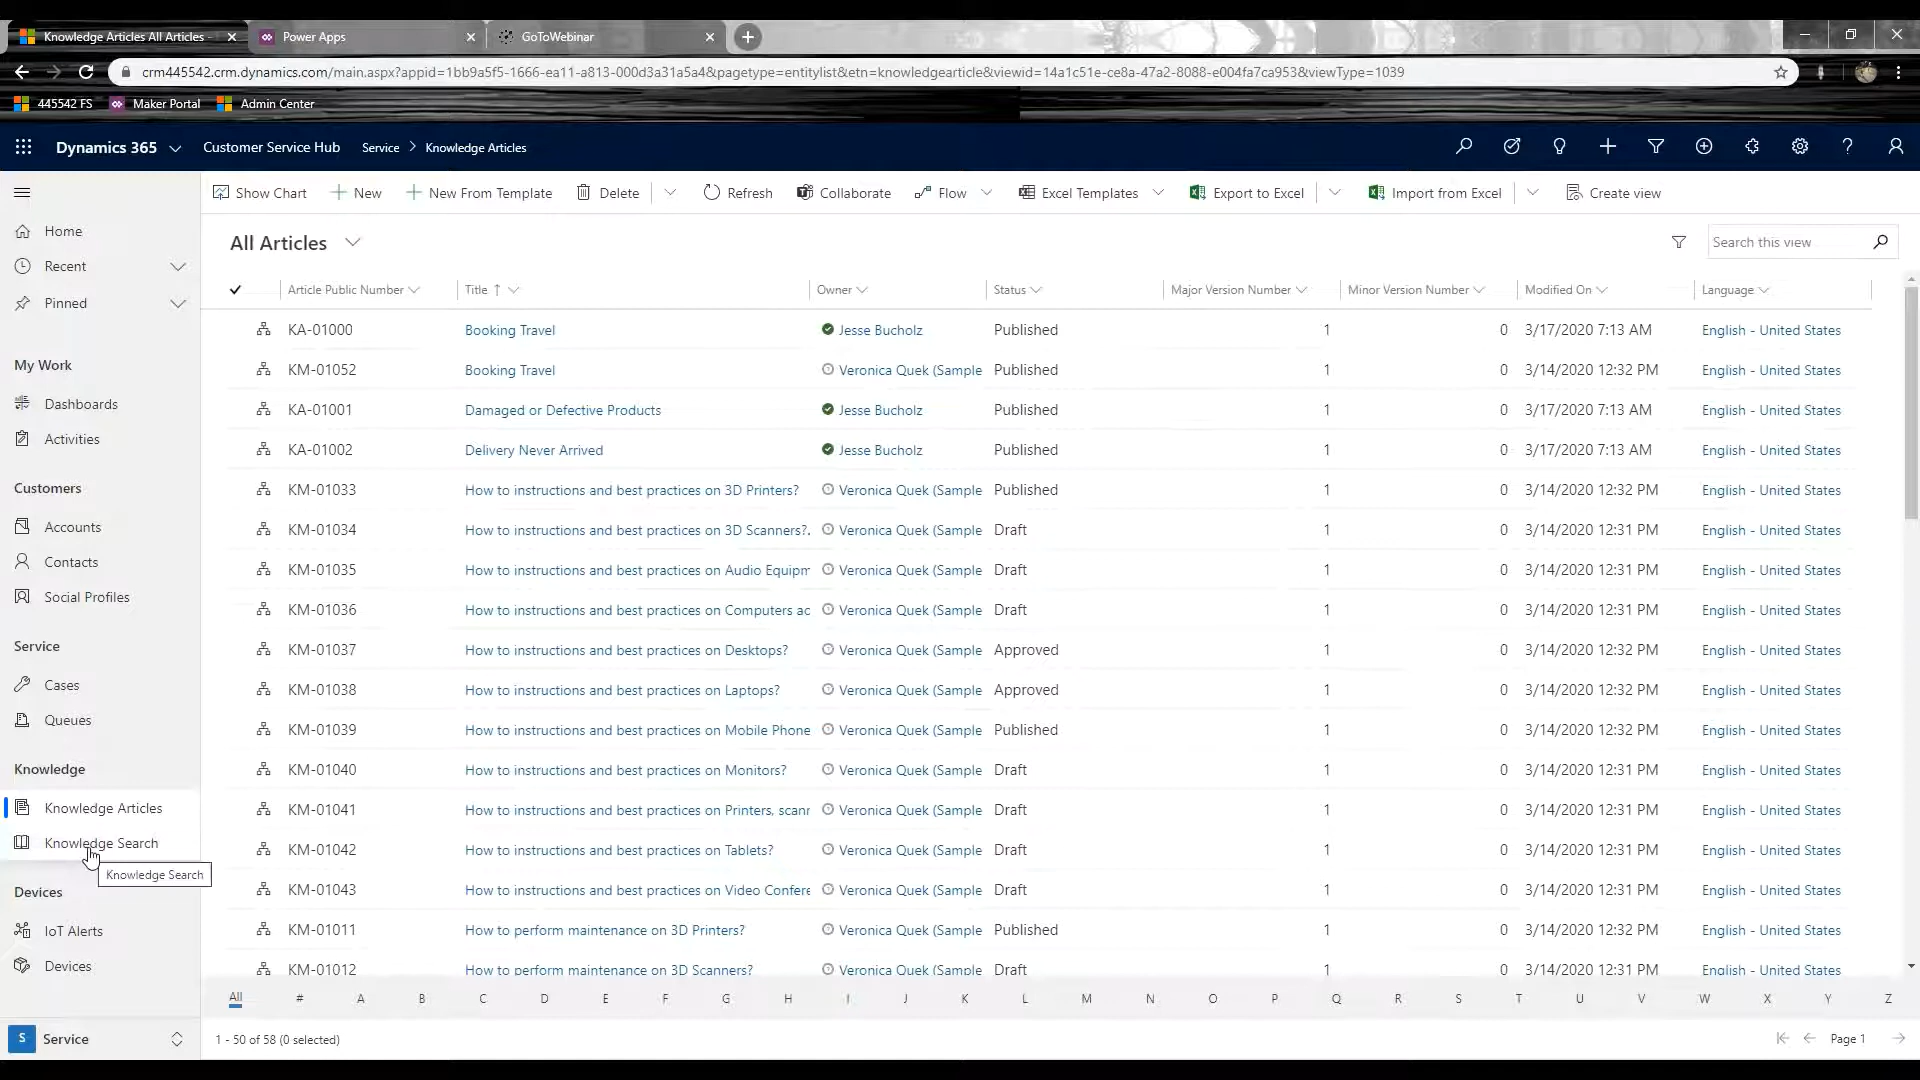 Knowledge Articles All Articles -
Power Apps
GoToWebinar
crm445542.crm.dynamics.com/main.aspx?appid=1bb9a5f5-1666-ea11-a813-000d3a31a5a4&pagetype=entitylist&etn=knowledgearticle&viewid=14a1c51e-ce8a-47a2-8088-e004fa7ca953&viewType=1039
445542 FS Maker Portal Admin Center
Dynamics 365 Customer Service Hub Service > Knowledge Articles
Show Chart New New From Template Delete Refresh Collaborate Flow Excel Templates Export to Excel Import from Excel Create view
Home
Recent
Pinned
My Work
Dashboards
Activities
Customers
Accounts
Contacts
Social Profiles
Service
Cases
Queues
Knowledge
Knowledge Articles
Knowledge Search
Knowledge Search
Devices
IoT Alerts
Devices
S Service
All Articles
Search this view
Article Public Number Title Owner Status Major Version Number Minor Version Number Modified On Language
KA-01000 Booking Travel Jesse Bucholz Published 1 0 3/17/2020 7:13 AM English - United States
KM-01052 Booking Travel Veronica Quek (Sample Published 1 0 3/14/2020 12:32 PM English - United States
KA-01001 Damaged or Defective Products Jesse Bucholz Published 1 0 3/17/2020 7:13 AM English - United States
KA-01002 Delivery Never Arrived Jesse Bucholz Published 1 0 3/17/2020 7:13 AM English - United States
KM-01033 How to instructions and best practices on 3D Printers? Veronica Quek (Sample Published 1 0 3/14/2020 12:32 PM English - United States
KM-01034 How to instructions and best practices on 3D Scanners?. Veronica Quek (Sample Draft 1 0 3/14/2020 12:31 PM English - United States
KM-01035 How to instructions and best practices on Audio Equipm Veronica Quek (Sample Draft 1 0 3/14/2020 12:31 PM English - United States
KM-01036 How to instructions and best practices on Computers ac Veronica Quek (Sample Draft 1 0 3/14/2020 12:31 PM English - United States
KM-01037 How to instructions and best practices on Desktops? Veronica Quek (Sample Approved 1 0 3/14/2020 12:32 PM English - United States
KM-01038 How to instructions and best practices on Laptops? Veronica Quek (Sample Approved 1 0 3/14/2020 12:32 PM English - United States
KM-01039 How to instructions and best practices on Mobile Phone Veronica Quek (Sample Published 1 0 3/14/2020 12:32 PM English - United States
KM-01040 How to instructions and best practices on Monitors? Veronica Quek (Sample Draft 1 0 3/14/2020 12:31 PM English - United States
KM-01041 How to instructions and best practices on Printers, scanr Veronica Quek (Sample Draft 1 0 3/14/2020 12:31 PM English - United States
KM-01042 How to instructions and best practices on Tablets? Veronica Quek (Sample Draft 1 0 3/14/2020 12:31 PM English - United States
KM-01043 How to instructions and best practices on Video Confere Veronica Quek (Sample Draft 1 0 3/14/2020 12:31 PM English - United States
KM-01011 How to perform maintenance on 3D Printers? Veronica Quek (Sample Published 1 0 3/14/2020 12:32 PM English - United States
KM-01012 How to perform maintenance on 3D Scanners? Veronica Quek (Sample Draft 1 0 3/14/2020 12:31 PM English - United States
All # A B C D E F G H I J K L M N O P Q R S T U V W X Y Z
1 - 50 of 58 (0 selected) Page 1